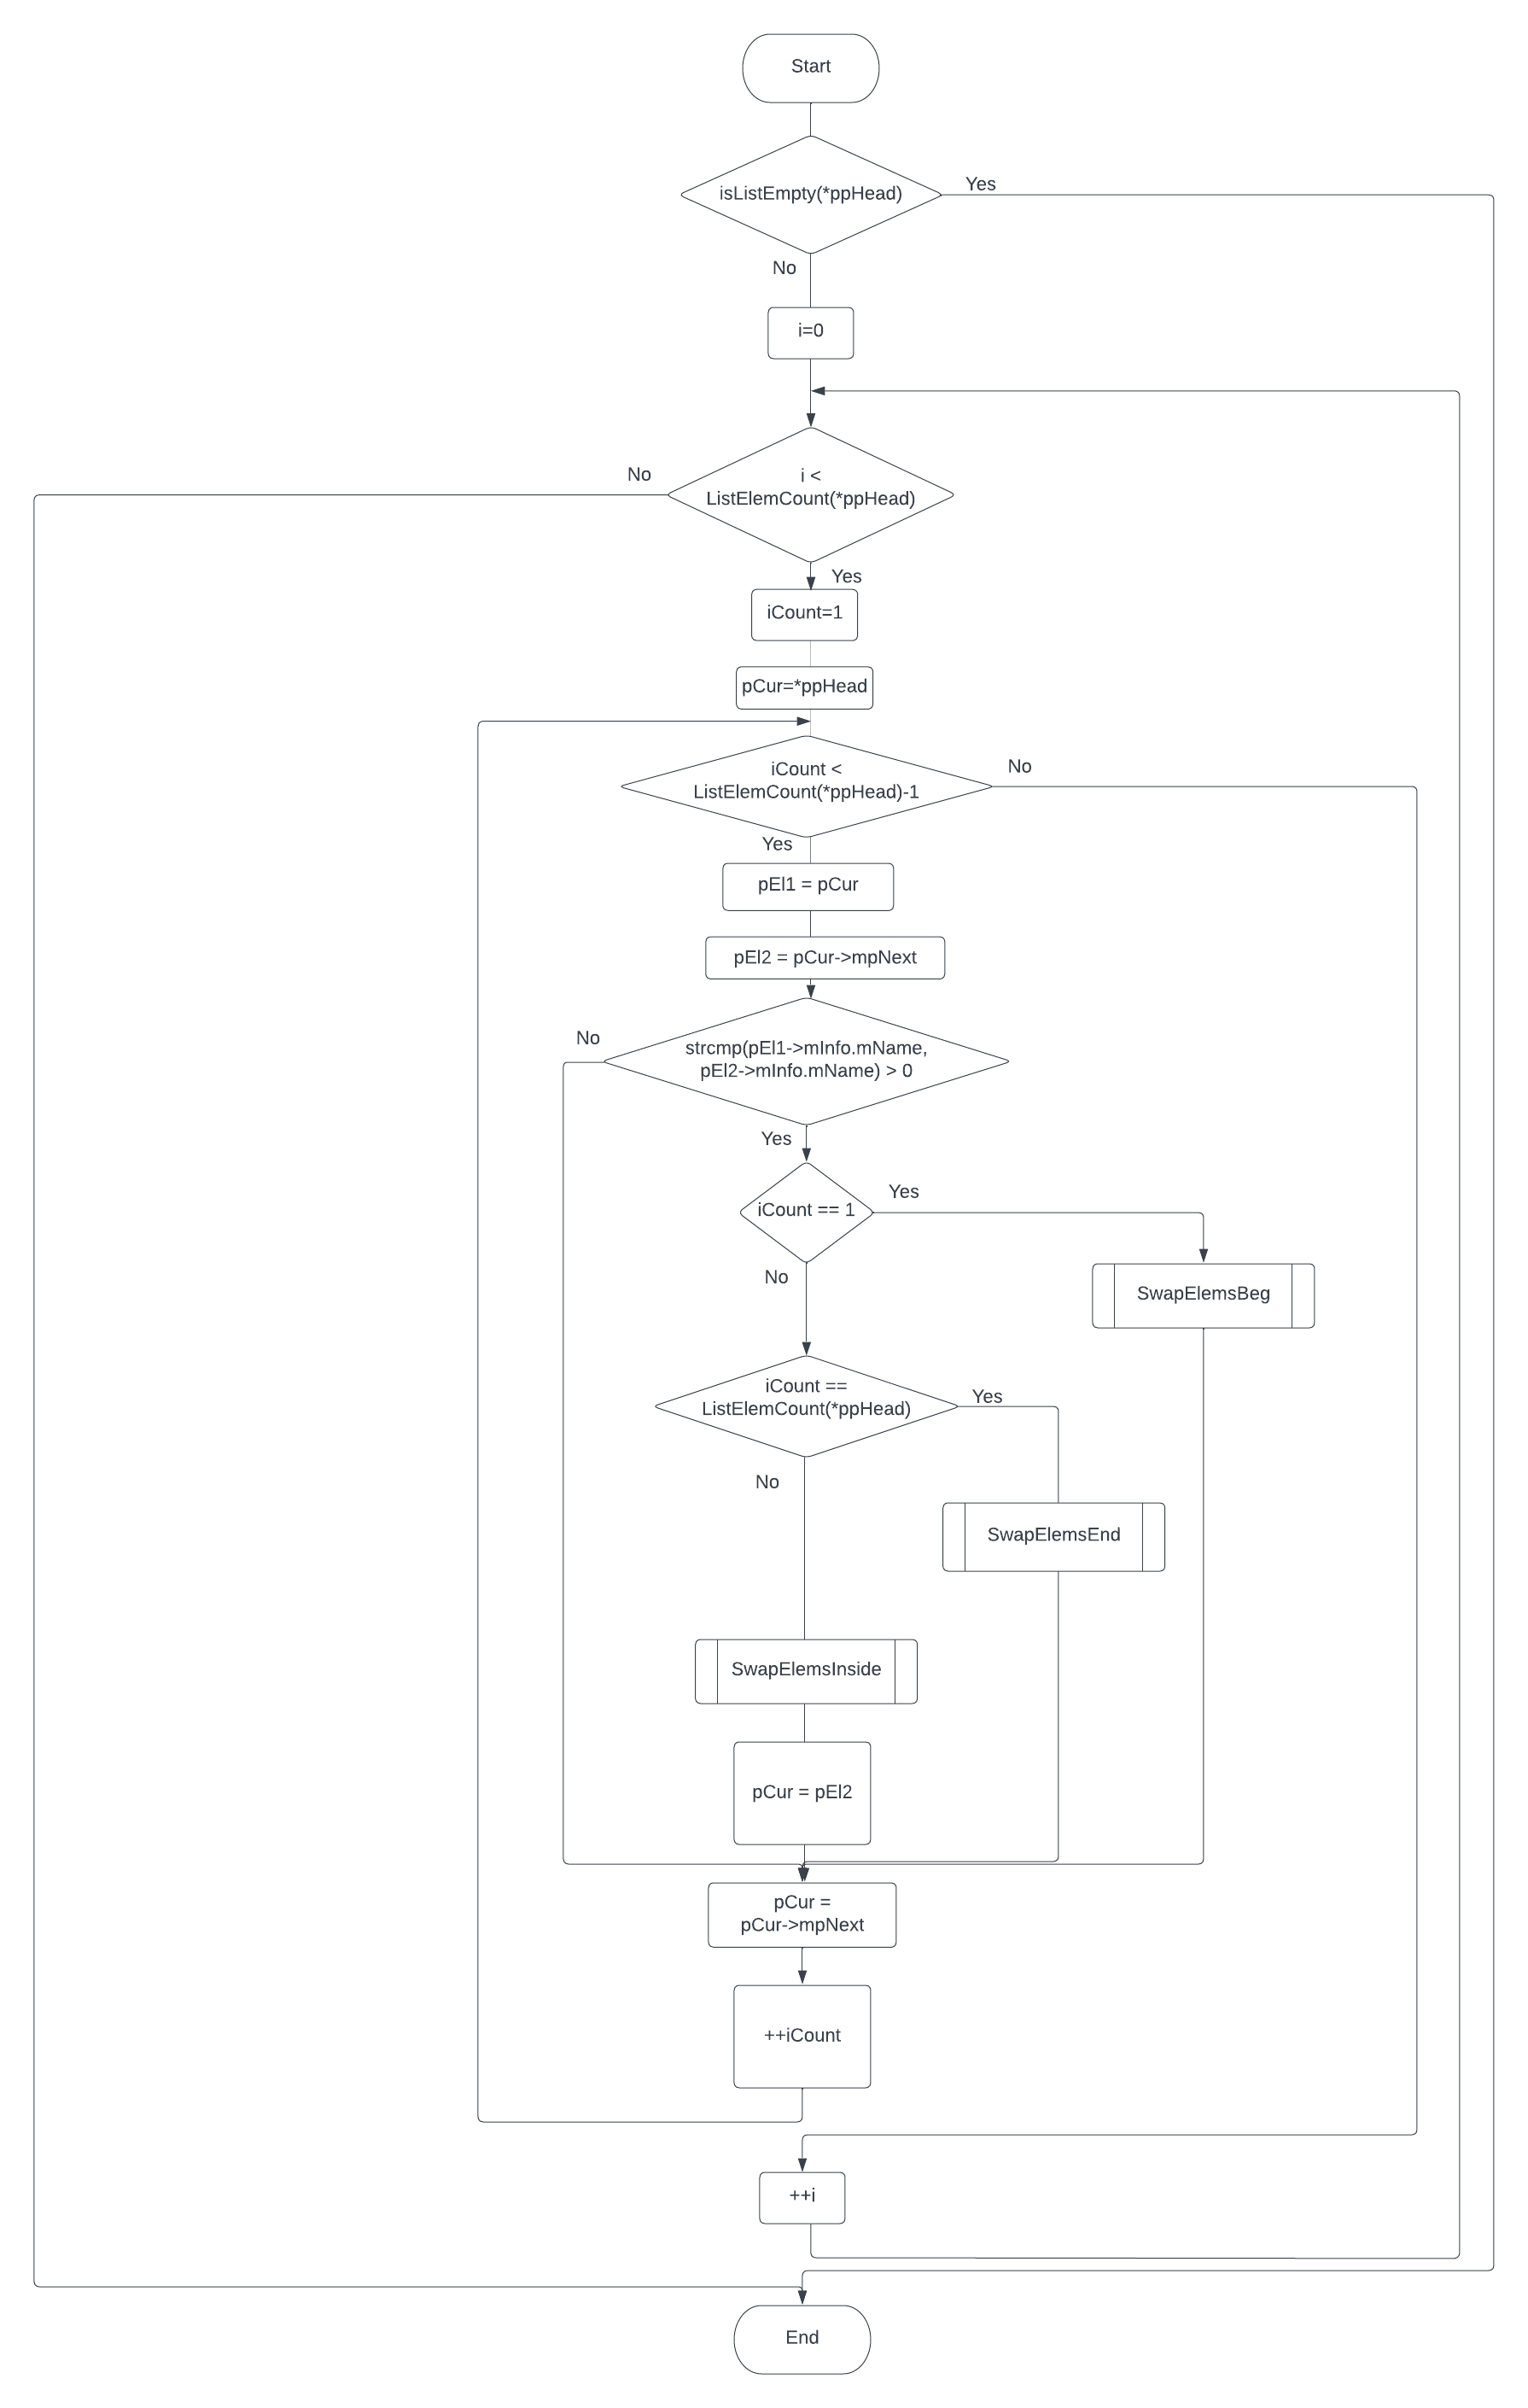 Start
isListEmpty(*ppHead)
Yes
No
i=0
No
i <
ListElemCount(*ppHead)
Yes
iCount=1
pCur=*ppHead
iCount <
ListElemCount(*ppHead)-1
No
Yes
pEl1 = pCur
pEl2 = pCur->mpNext
No
strcmp(pEl1->mInfo.mName,
pEl2->mInfo.mName) > 0
Yes
iCount == 1
Yes
No
SwapElemsBeg
iCount ==
ListElemCount(*ppHead)
Yes
No
SwapElemsEnd
SwapElemsInside
pCur = pEl2
pCur =
pCur->mpNext
++iCount
++i
End